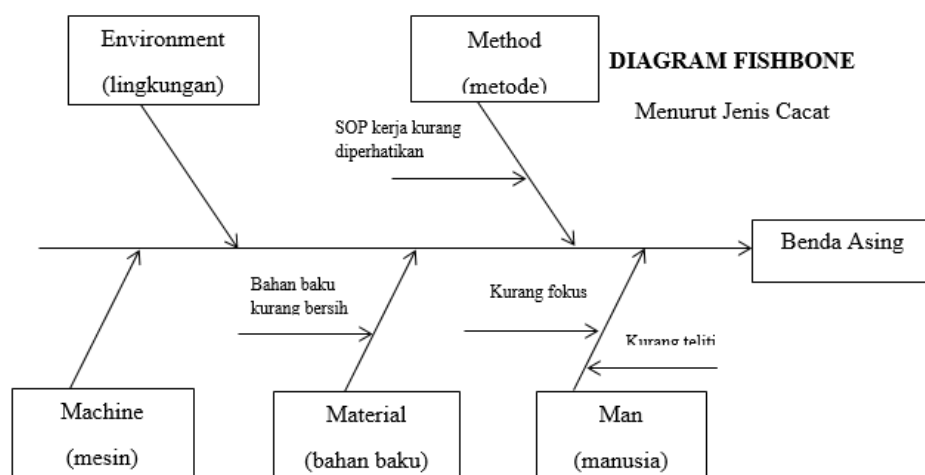 Environment
(lingkungan)
Method
(metode)
DIAGRAM FISHBONE
Menurut Jenis Cacat
SOP kerja kurang
diperhatikan
Benda Asing
Bahan baku
kurang bersih
Kurang fokus
Kurang teliti
Machine
(mesin)
Material
(bahan baku)
Man
(manusia)